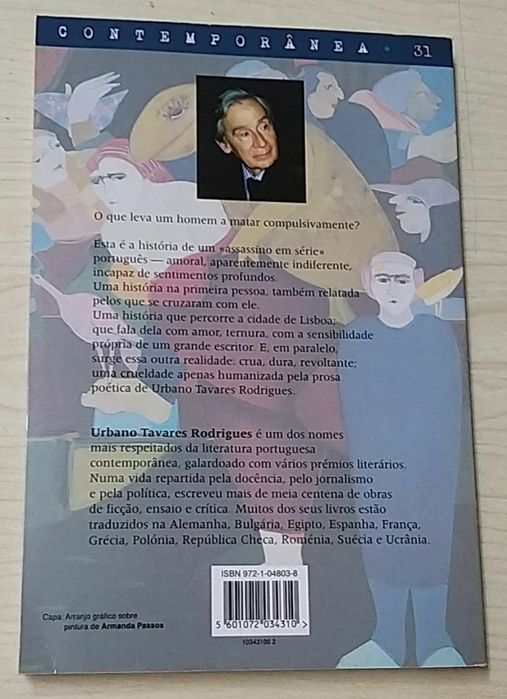 CONTEMPORÂNEA • 31
O que leva um homem a matar compulsivamente?
Esta é a história de um «assassino em série»
português — amoral, aparentemente indiferente,
incapaz de sentimentos profundos.
Uma história na primeira pessoa, também relatada
pelos que se cruzaram com ele.
Uma história que percorre a cidade de Lisboa;
que fala dela com amor, ternura, com a sensibilidade
própria de um grande escritor. E, em paralelo,
surge essa outra realidade: crua, dura, revoltante;
uma crueldade apenas humanizada pela prosa
poética de Urbano Tavares Rodrigues.
Urbano Tavares Rodrigues é um dos nomes
mais respeitados da literatura portuguesa
contemporânea, galardoado com vários prémios literários.
Numa vida repartida pela docência, pelo jornalismo
e pela política, escreveu mais de meia centena de obras
de ficção, ensaio e crítica. Muitos dos seus livros estão
traduzidos na Alemanha, Bulgária, Egipto, Espanha, França,
Grécia, Polónia, República Checa, Roménia, Suécia e Ucrânia.
ISBN 972-1-04803-8
5 601072 034310 >
10343100 2
Capa: Arranjo gráfico sobre
pintura de Armanda Passos